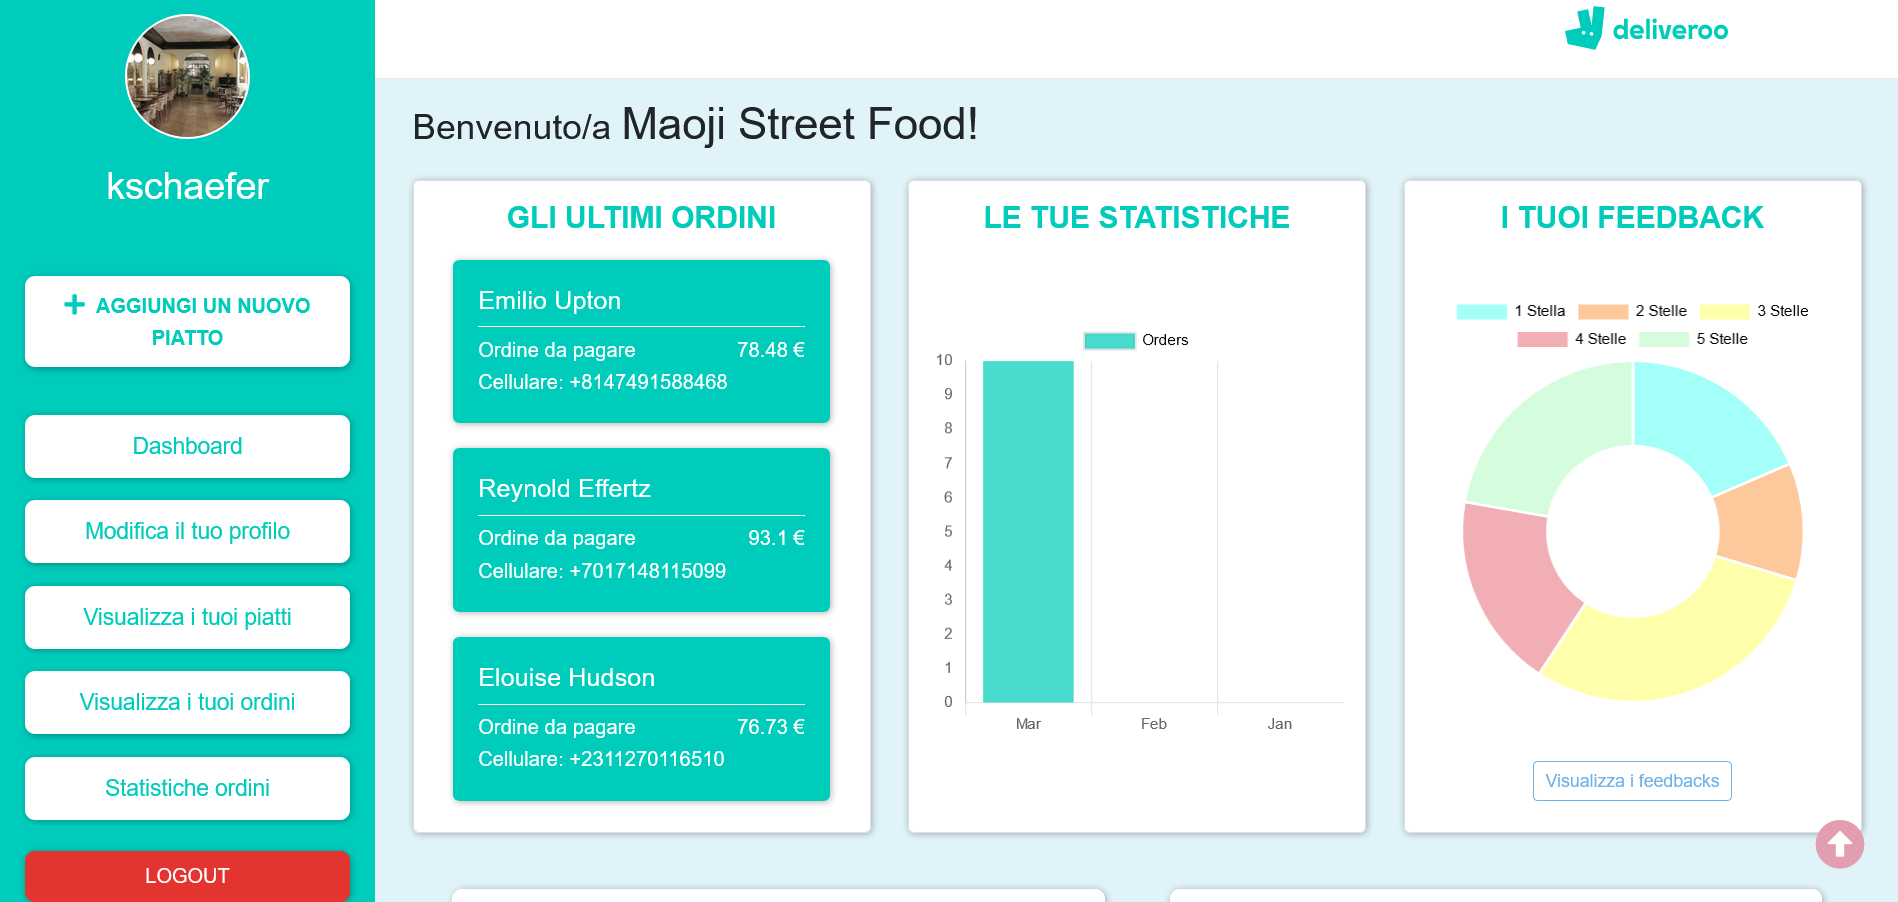 deliveroo
kschaefer
AGGIUNGI UN NUOVO
PIATTO
Dashboard
Modifica il tuo profilo
Visualizza i tuoi piatti
Visualizza i tuoi ordini
Statistiche ordini
LOGOUT
Benvenuto/a Maoji Street Food!
GLI ULTIMI ORDINI
Emilio Upton
Ordine da pagare 78.48 €
Cellulare: +8147491588468
Reynold Effertz
Ordine da pagare 93.1 €
Cellulare: +7017148115099
Elouise Hudson
Ordine da pagare 76.73 €
Cellulare: +2311270116510
LE TUE STATISTICHE
Orders
10
9
8
7
6
5
4
3
2
1
0
Mar Feb Jan
I TUOI FEEDBACK
1 Stella 2 Stelle 3 Stelle
4 Stelle 5 Stelle
Visualizza i feedbacks